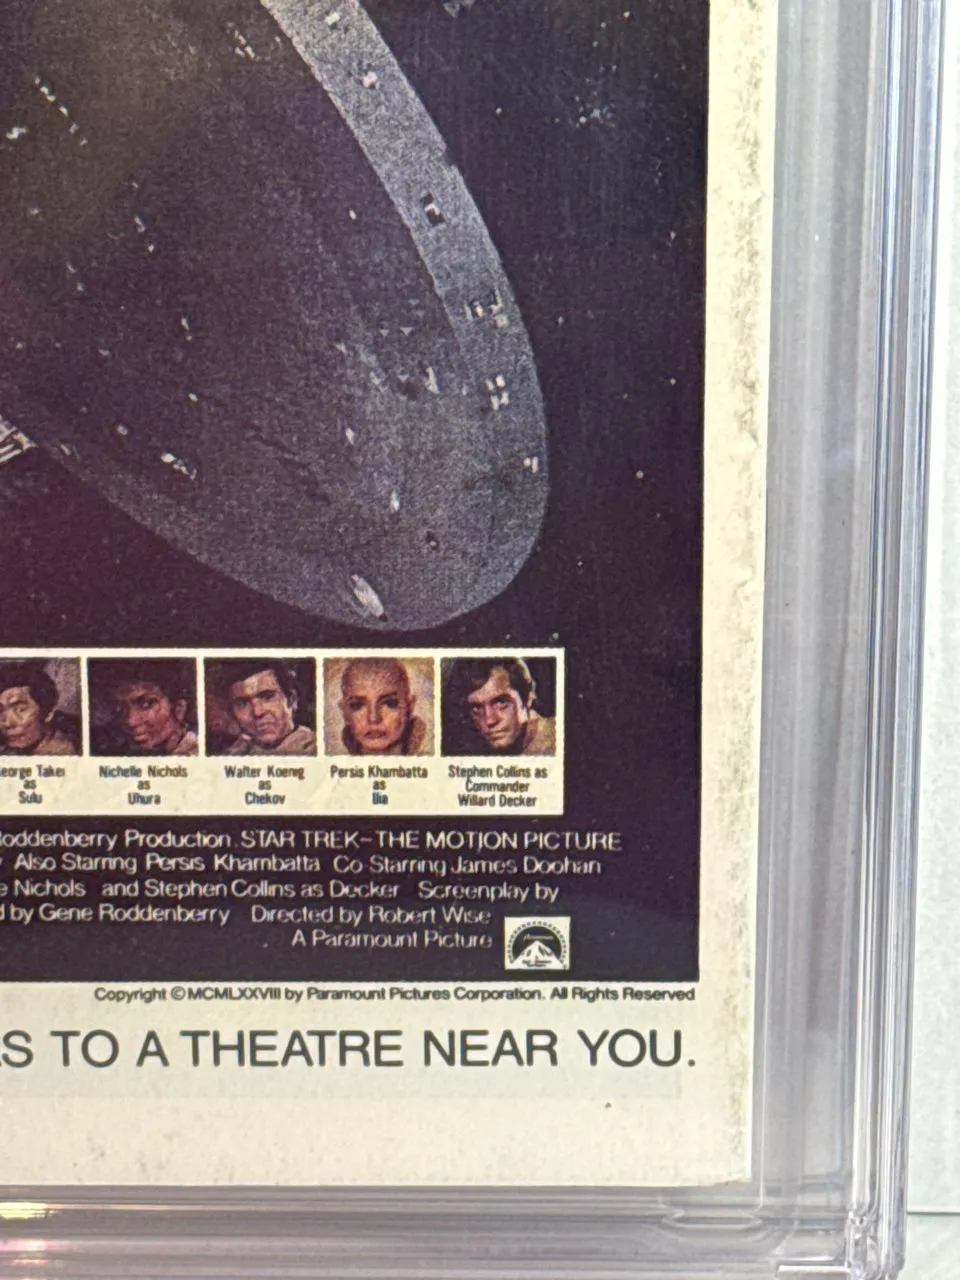 eorge Takei
as
Sulu
Nichelle Nichols
as
Uhura
Walter Koenig
as
Chekov
Persis Khambatta
as
Ilia
Stephen Collins as
Commander
Willard Decker
oddenberry Production STAR TREK–THE MOTION PICTURE
Also Starring Persis Khambatta Co-Starring James Doohan
e Nichols and Stephen Collins as Decker Screenplay by
d by Gene Roddenberry Directed by Robert Wise
A Paramount Picture
Paramount
Copyright © MCMLXXVIII by Paramount Pictures Corporation. All Rights Reserved
AS TO A THEATRE NEAR YOU.